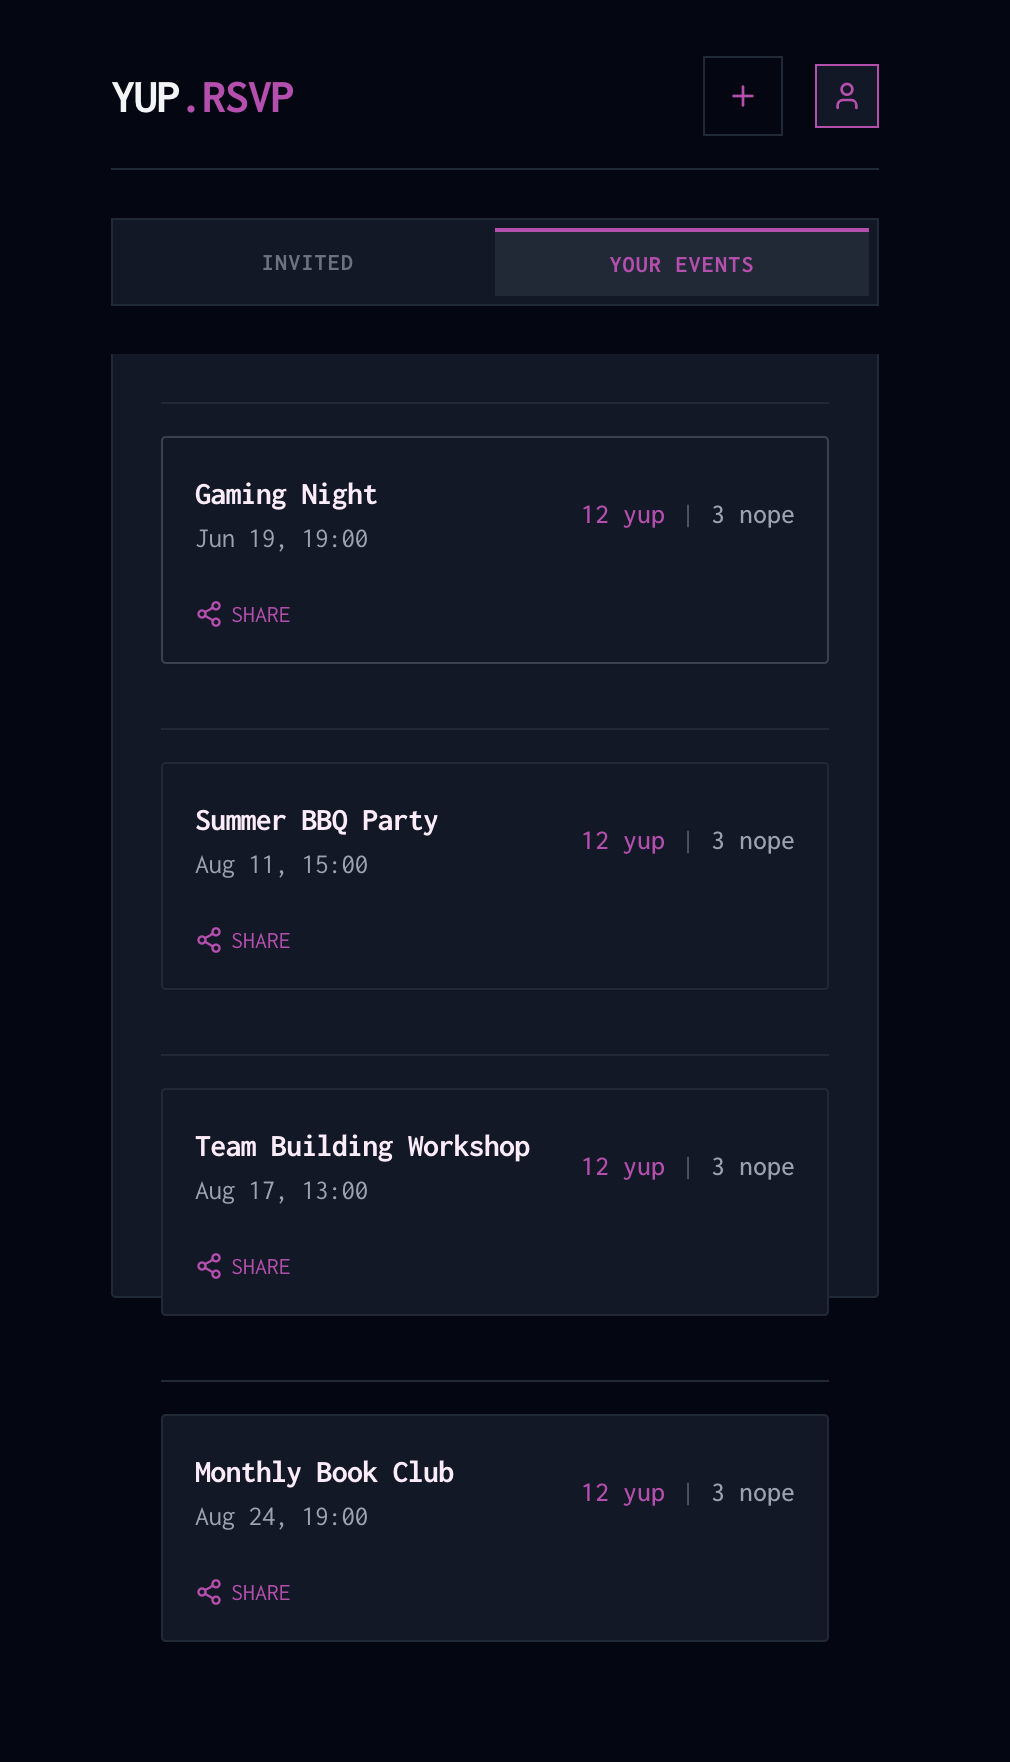 YUP.RSVP
INVITED
YOUR EVENTS
Gaming Night
12 yup | 3 nope
Jun 19, 19:00
SHARE
Summer BBQ Party
12 yup | 3 nope
Aug 11, 15:00
SHARE
Team Building Workshop
12 yup | 3 nope
Aug 17, 13:00
SHARE
Monthly Book Club
12 yup | 3 nope
Aug 24, 19:00
SHARE